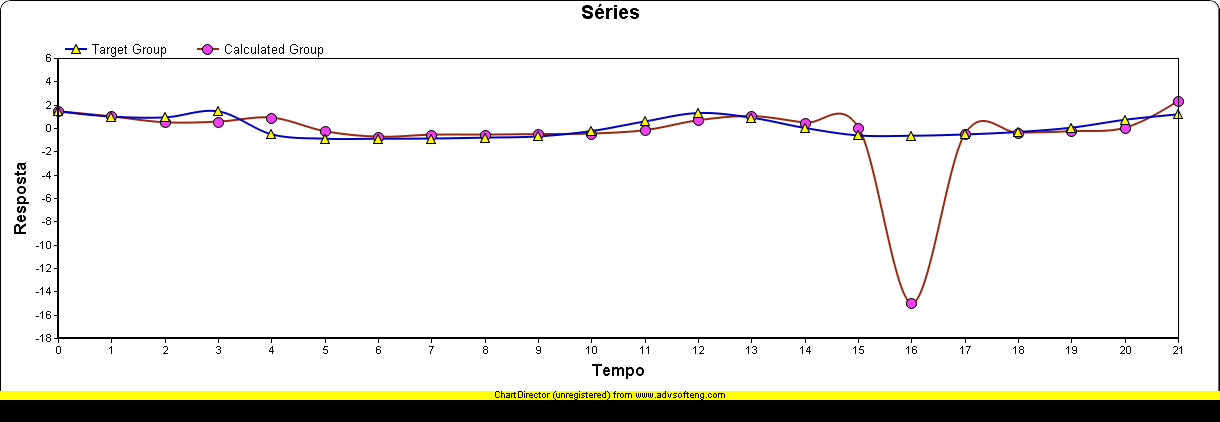 Séries
Target Group Calculated Group
6
4
2
0
-2
-4
-6
-8
-10
-12
-14
-16
-18
Resposta
0 1 2 3 4 5 6 7 8 9 10 11 12 13 14 15 16 17 18 19 20 21
Tempo
ChartDirector (unregistered) from www.advsofteng.com